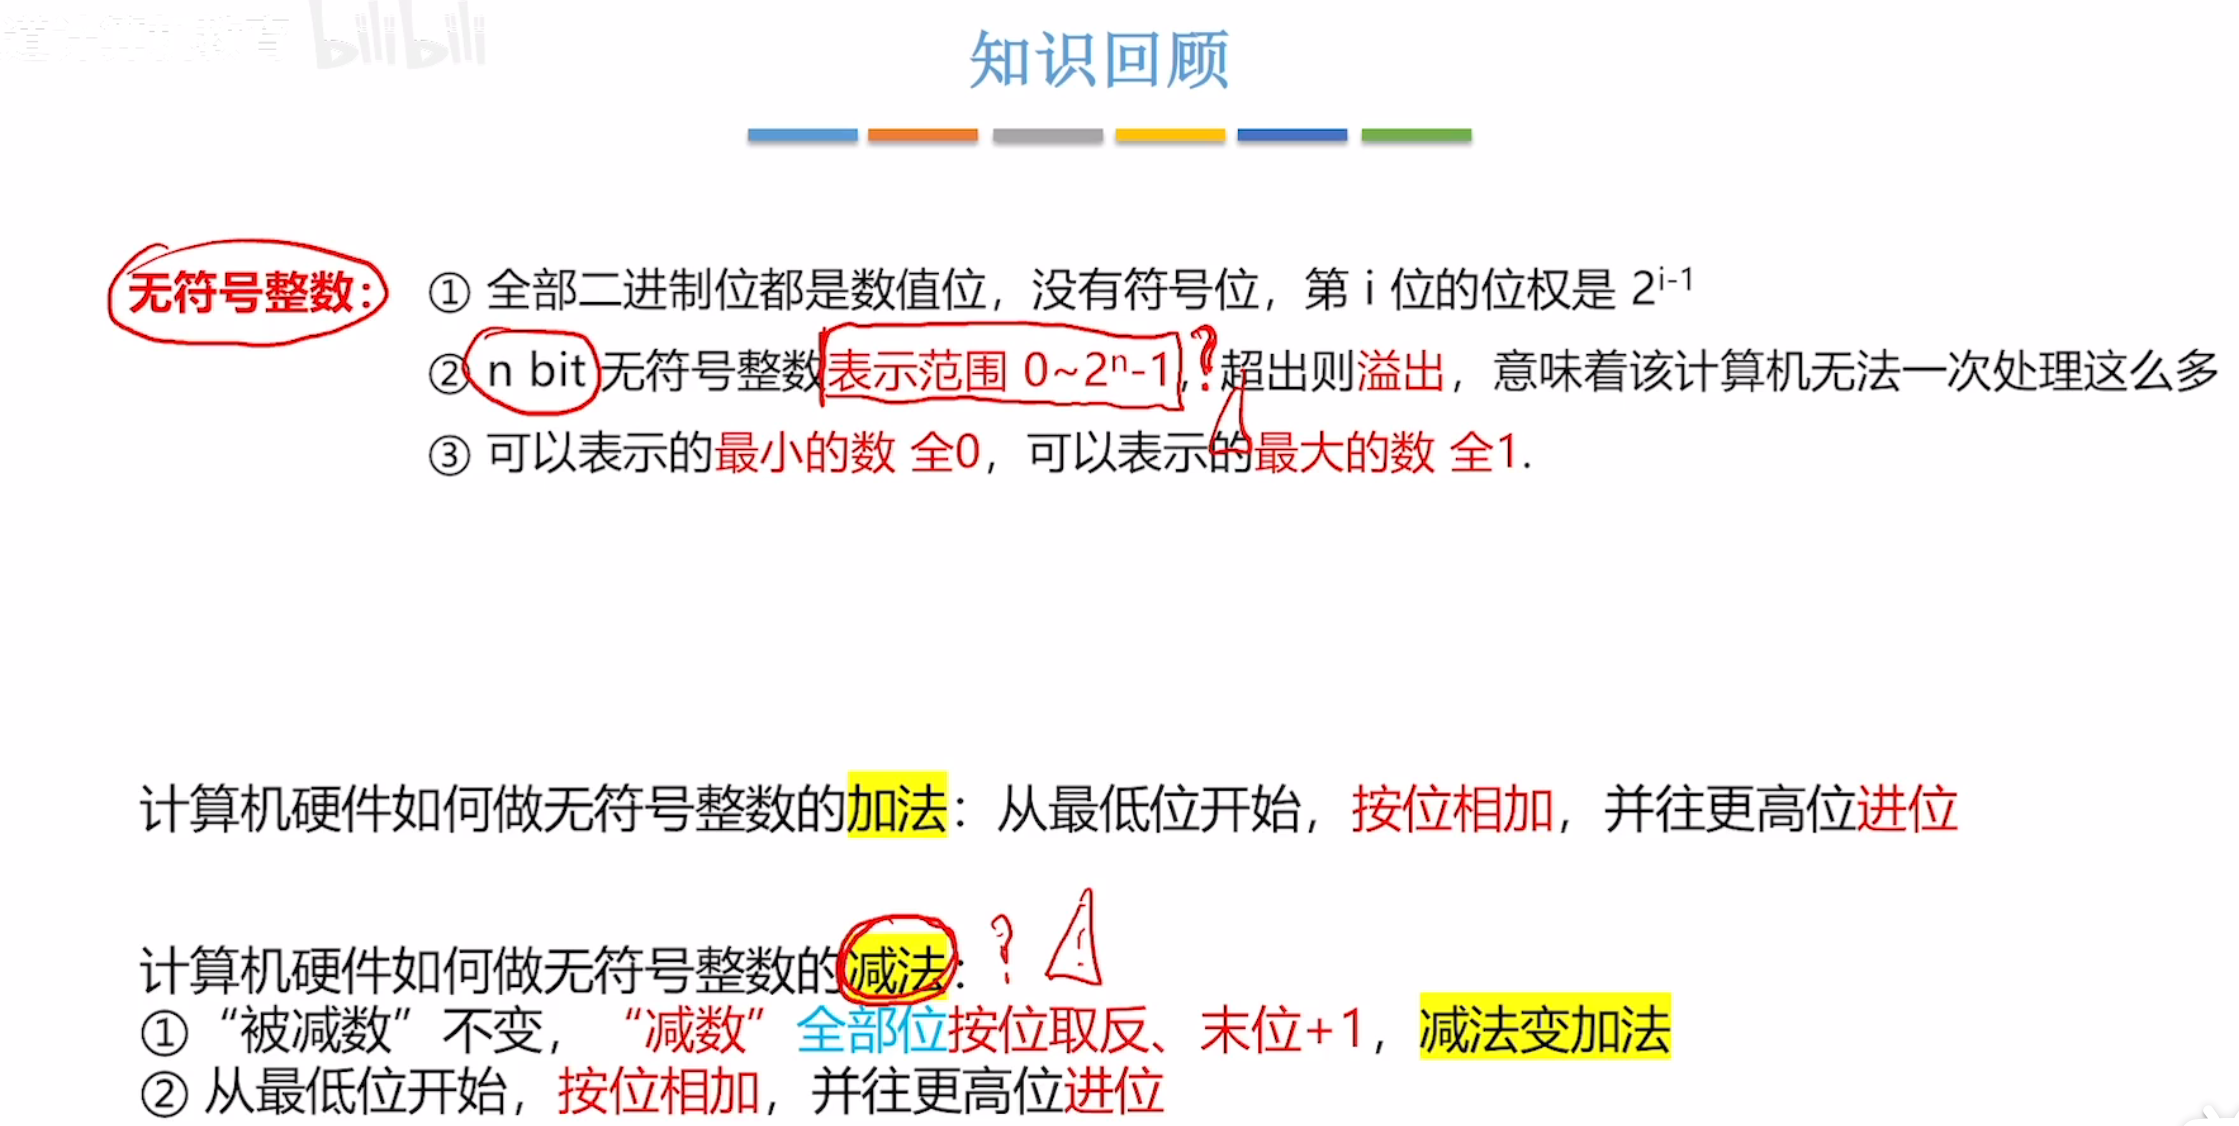 bilibili
知识回顾
无符号整数: ① 全部二进制位都是数值位，没有符号位，第 i 位的位权是 2^{i-1}
② n bit 无符号整数表示范围 0~2ⁿ-1，? 超出则溢出，意味着该计算机无法一次处理这么多
③ 可以表示的最小的数 全0，可以表示的最大的数 全1.
计算机硬件如何做无符号整数的加法：从最低位开始，按位相加，并往更高位进位
计算机硬件如何做无符号整数的减法： ?
①“被减数”不变，“减数”全部位按位取反、末位+1，减法变加法
② 从最低位开始，按位相加，并往更高位进位